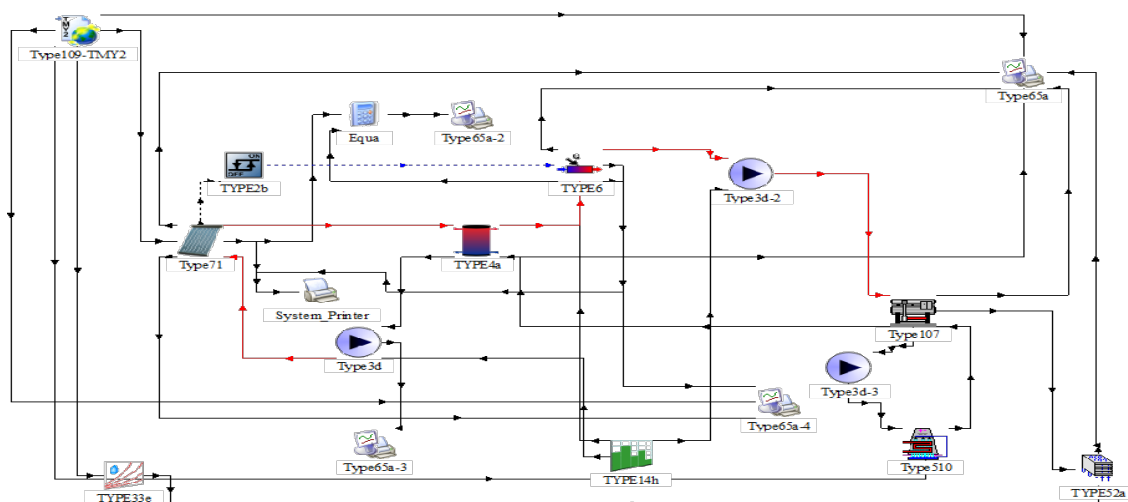 Type109-TMY2
Type65a
Equa
Type65a-2
TYPE2b
TYPE6
Type3d-2
Type71
TYPE4a
System_Printer
Type107
Type3d
Type3d-3
Type65a-4
Type65a-3
Type510
TYPE14h
TYPE33e
TYPE52a